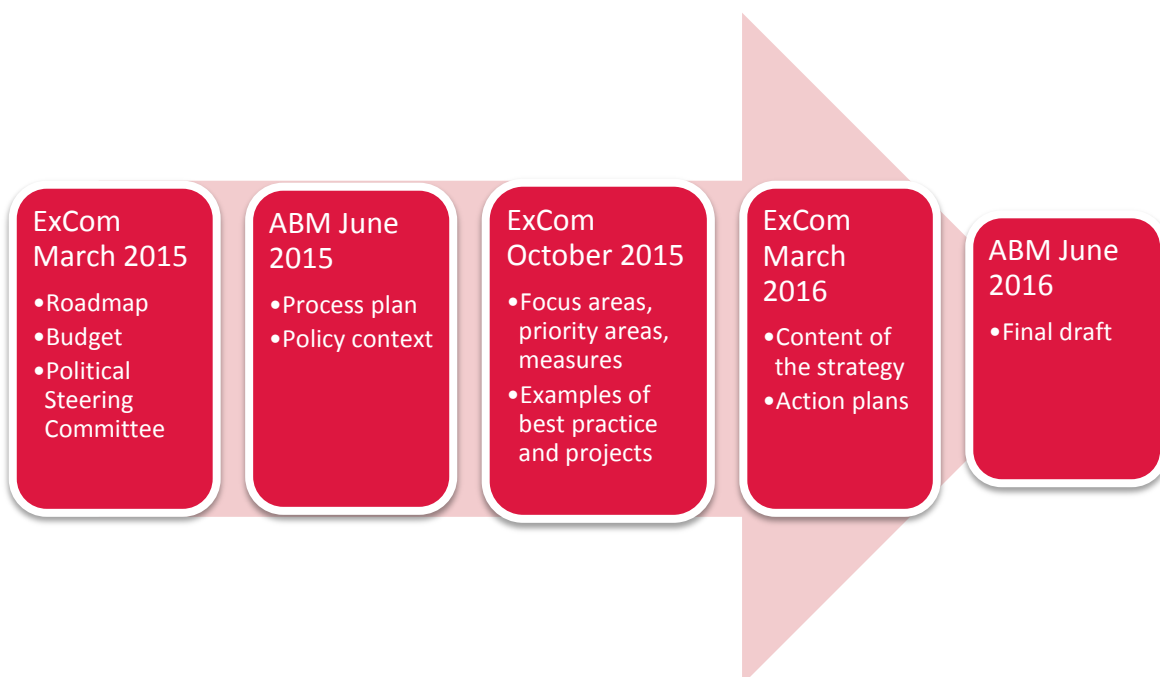 ExCom
March 2015
•Roadmap
•Budget
•Political
Steering
Committee
ABM June
2015
•Process plan
•Policy context
ExCom
October 2015
•Focus areas,
priority areas,
measures
•Examples of
best practice
and projects
ExCom
March
2016
•Content of
the strategy
•Action plans
ABM June
2016
•Final draft